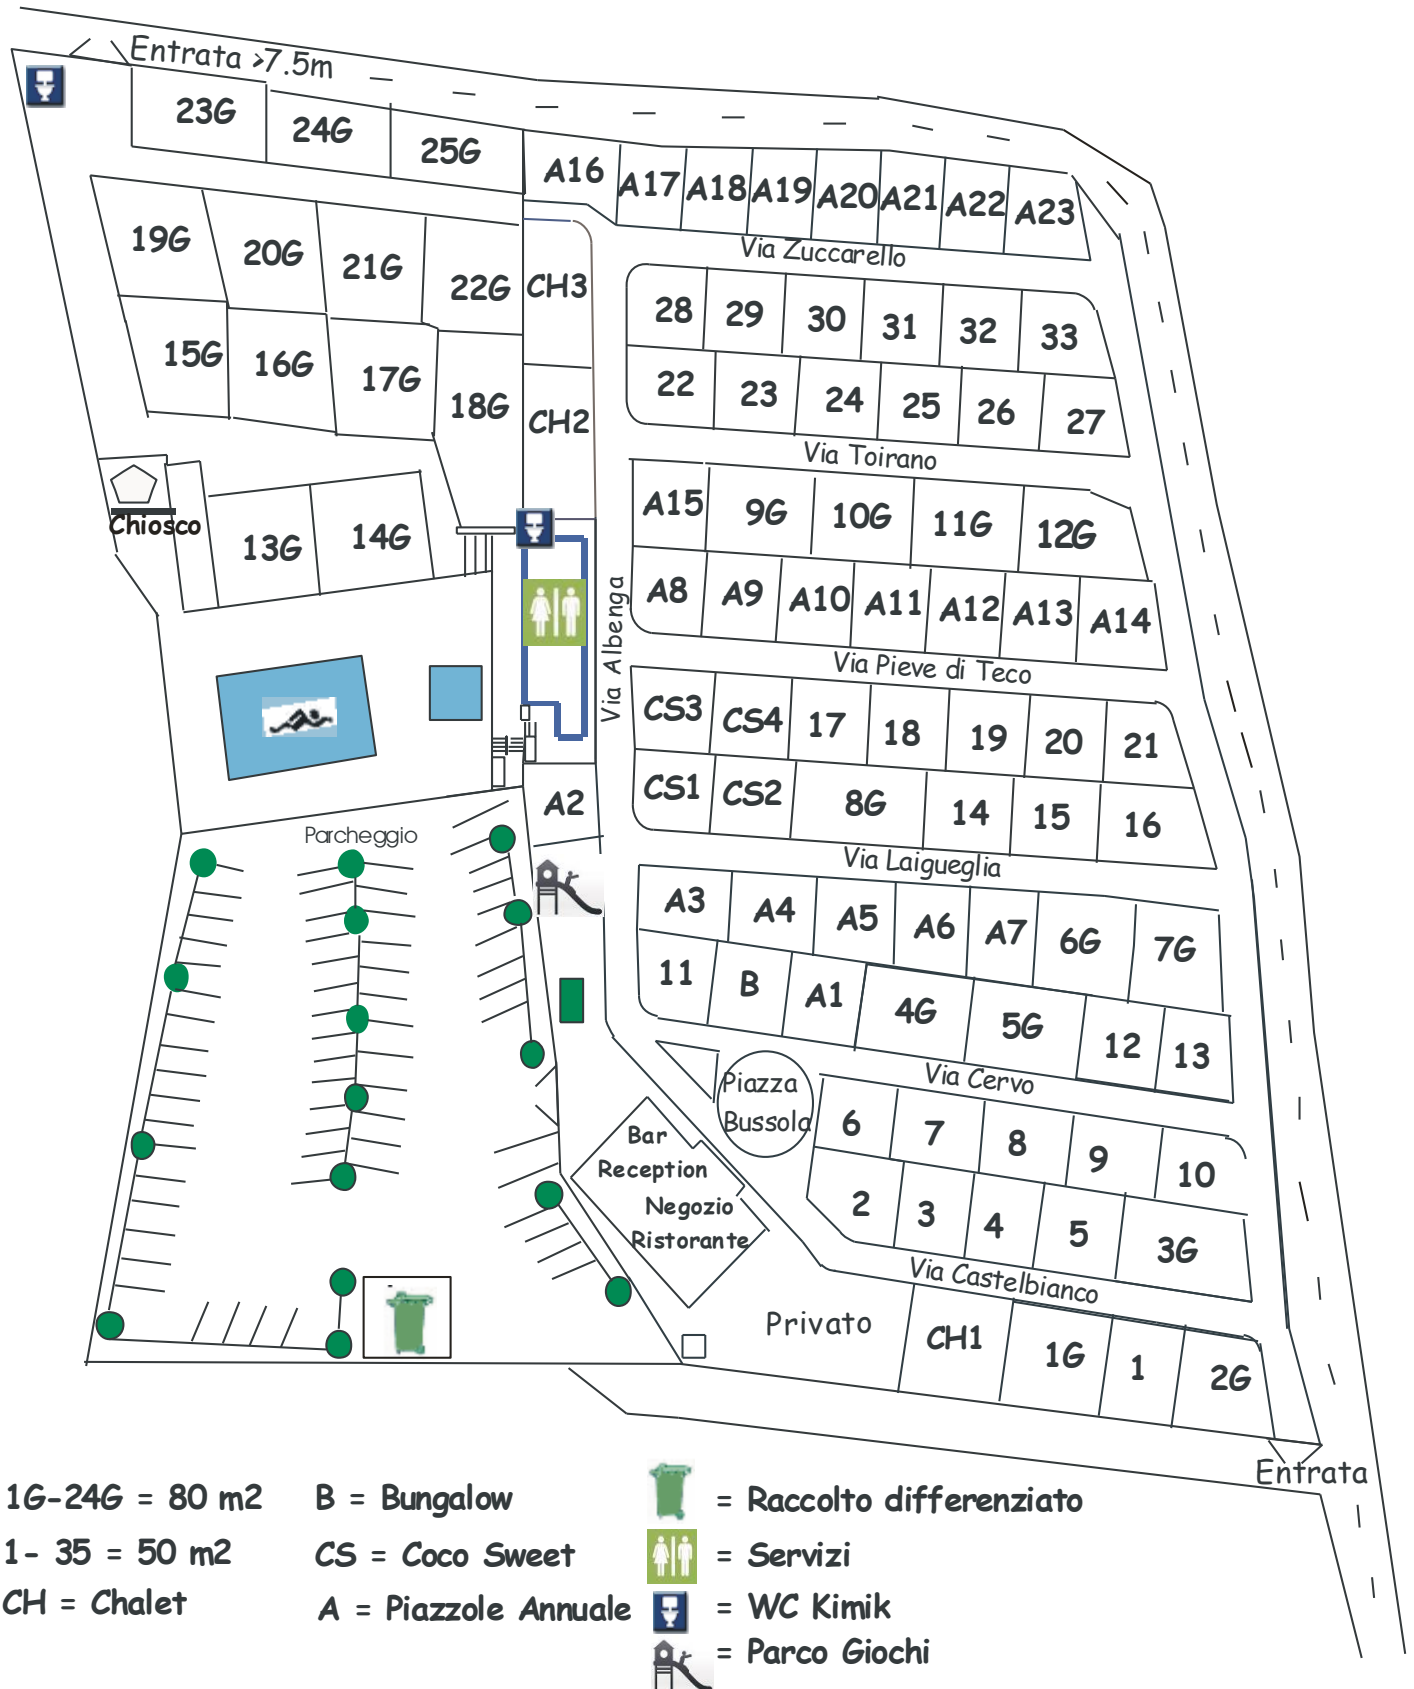 Entrata >7.5m
23G
24G
25G
A16
A17
A18
A19
A20
A21
A22
A23
Via Zuccarello
19G
20G
21G
22G
CH3
28
29
30
31
32
33
15G
16G
17G
18G
CH2
22
23
24
25
26
27
Via Toirano
Chiosco
13G
14G
A15
9G
10G
11G
12G
A8
A9
A10
A11
A12
A13
A14
Via Albenga
Via Pieve di Teco
CS3
CS4
17
18
19
20
21
CS1
CS2
8G
14
15
16
A2
Parcheggio
Via Laigueglia
A3
A4
A5
A6
A7
6G
7G
11
B
A1
4G
5G
12
13
Via Cervo
Piazza
Bussola
6
7
8
9
10
Bar
Reception
Negozio
Ristorante
2
3
4
5
3G
Via Castelbianco
Privato
CH1
1G
1
2G
Entrata
1G-24G = 80 m2
B = Bungalow
= Raccolto differenziato
1- 35 = 50 m2
CS = Coco Sweet
= Servizi
CH = Chalet
A = Piazzole Annuale
= WC Kimik
= Parco Giochi